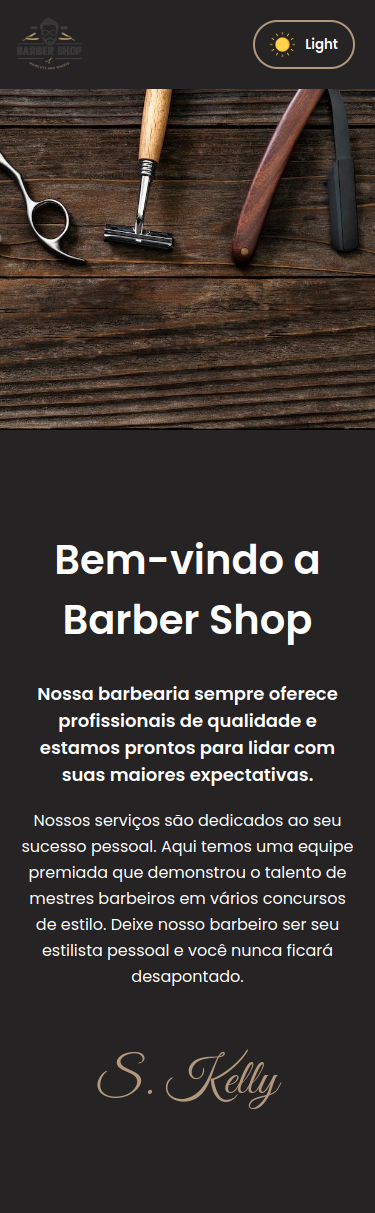 BARBER SHOP
Light
Bem-vindo a
Barber Shop
Nossa barbearia sempre oferece
profissionais de qualidade e
estamos prontos para lidar com
suas maiores expectativas.
Nossos serviços são dedicados ao seu
sucesso pessoal. Aqui temos uma equipe
premiada que demonstrou o talento de
mestres barbeiros em vários concursos
de estilo. Deixe nosso barbeiro ser seu
estilista pessoal e você nunca ficará
desapontado.
S. Kelly